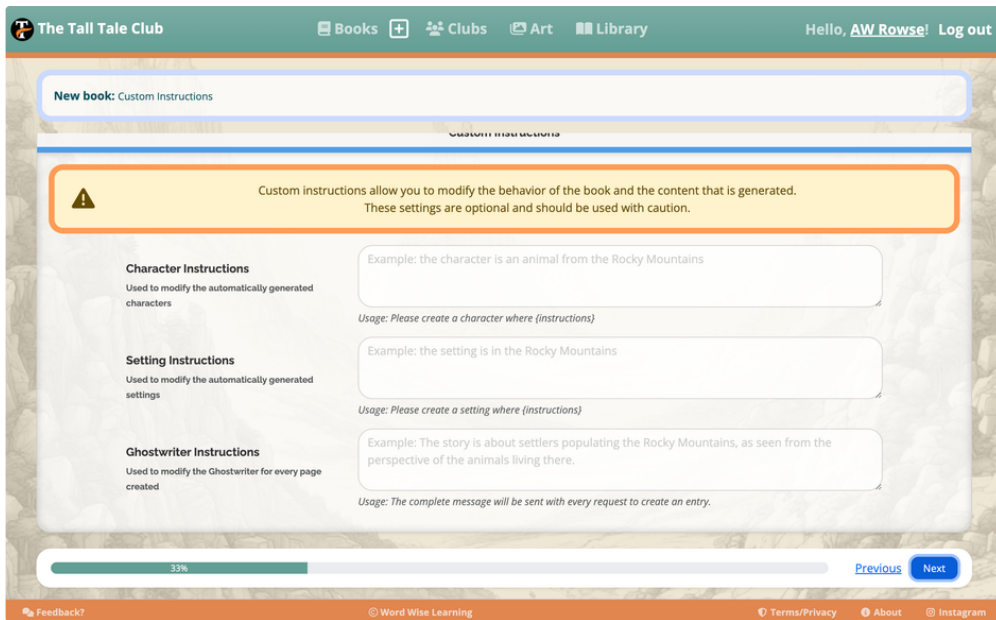 The Tall Tale Club
Books
Clubs
Art
Library
Hello, AW Rowse!
Log out
New book: Custom Instructions
Custom Instructions
Custom instructions allow you to modify the behavior of the book and the content that is generated.
These settings are optional and should be used with caution.
Character Instructions
Used to modify the automatically generated
characters
Example: the character is an animal from the Rocky Mountains
Usage: Please create a character where {instructions}
Setting Instructions
Used to modify the automatically generated
settings
Example: the setting is in the Rocky Mountains
Usage: Please create a setting where {instructions}
Ghostwriter Instructions
Used to modify the Ghostwriter for every page
created
Example: The story is about settlers populating the Rocky Mountains, as seen from the
perspective of the animals living there.
Usage: The complete message will be sent with every request to create an entry.
33%
Previous
Next
Feedback?
© Word Wise Learning
Terms/Privacy
About
Instagram